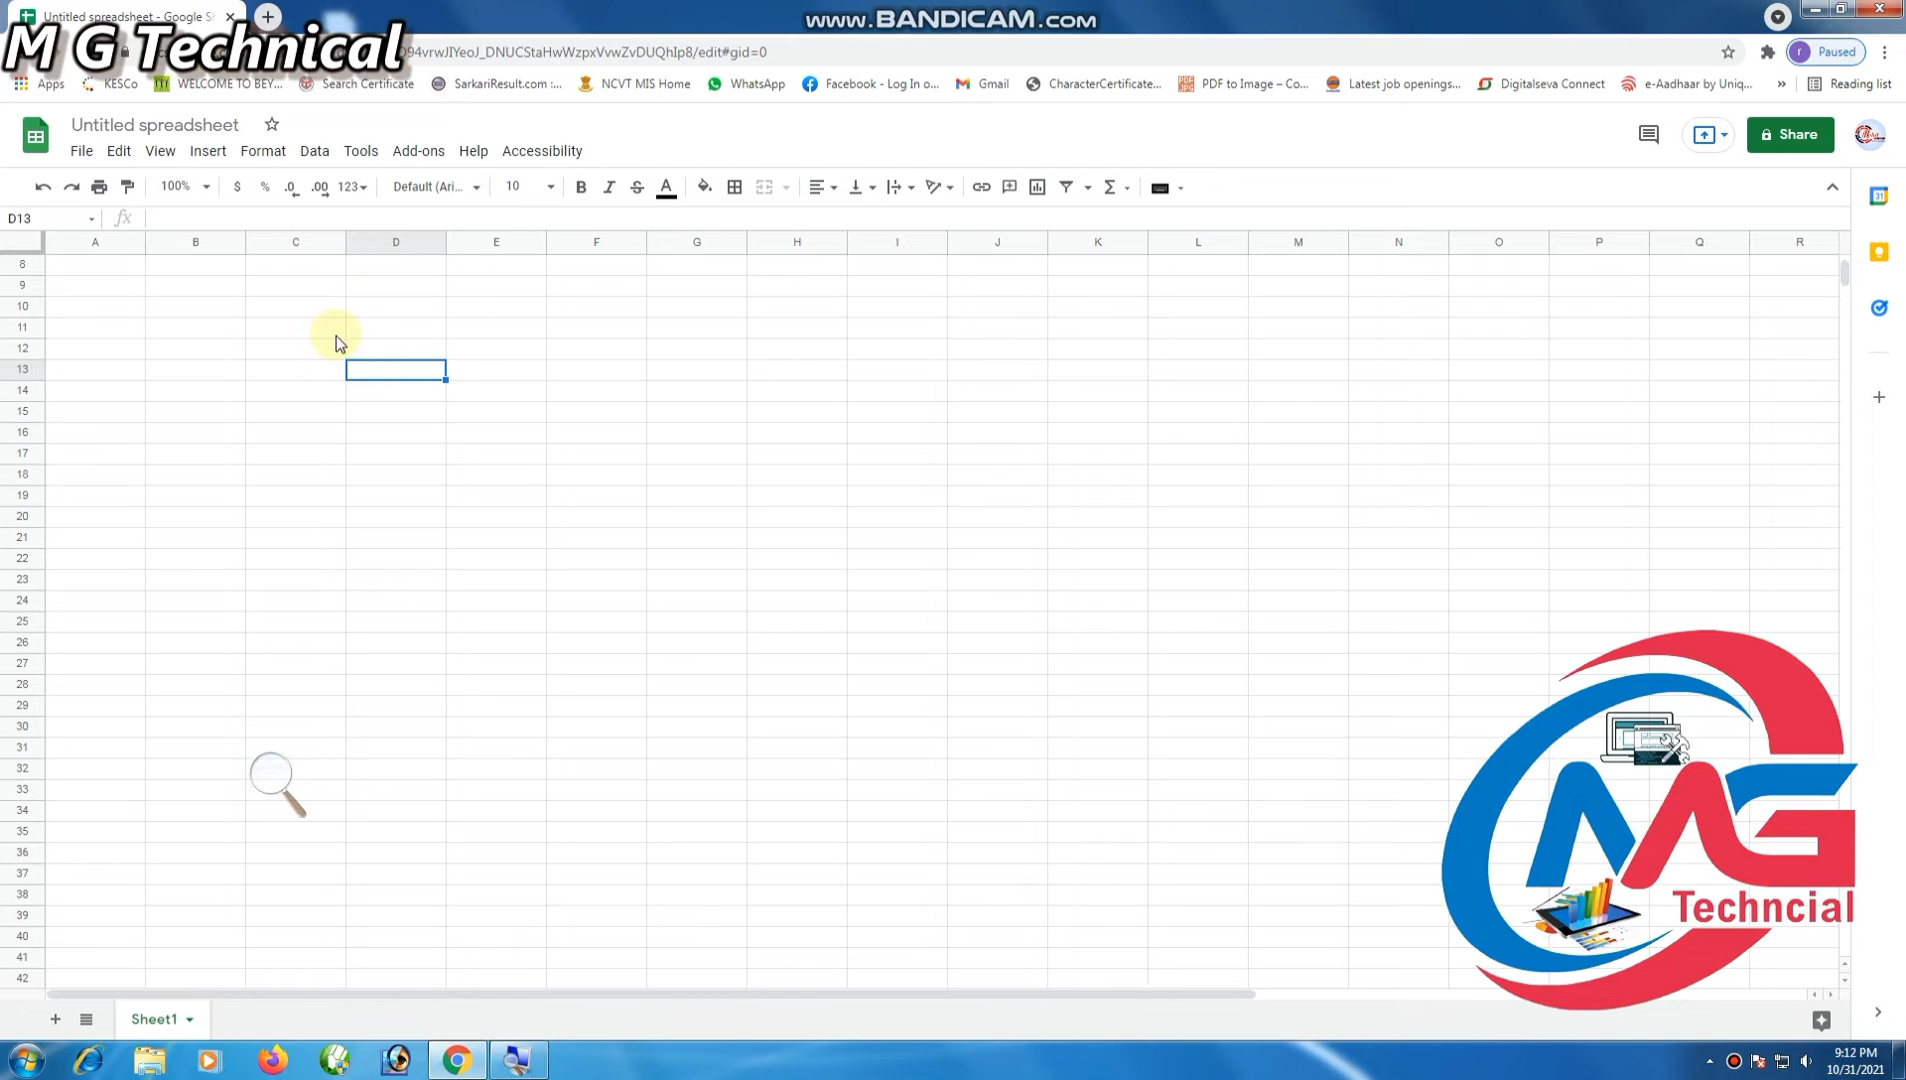 Untitled spreadsheet - Google Sh
www.BANDICAM.com
M G Technical
D94vrwJIYeoJ_DNUCStaHwWzpxVvwZvDUQhIp8/edit#gid=0
r Paused
Apps KESCo WELCOME TO BEY... Search Certificate SarkariResult.com :... NCVT MIS Home WhatsApp Facebook - Log In o... Gmail CharacterCertificate... PDF to Image – Co... Latest job openings... Digitalseva Connect e-Aadhaar by Uniq... » Reading list
Untitled spreadsheet
Share
File Edit View Insert Format Data Tools Add-ons Help Accessibility
100% $ % .0 .00 123 Default (Ari... 10 B I S A Σ
D13 fx
A B C D E F G H I J K L M N O P Q R
8
9
10
11
12
13
14
15
16
17
18
19
20
21
22
23
24
25
26
27
28
29
30
31
32
33
34
35
36
37
38
39
40
41
42
MG
Techncial
+ Sheet1
9:12 PM
10/31/2021